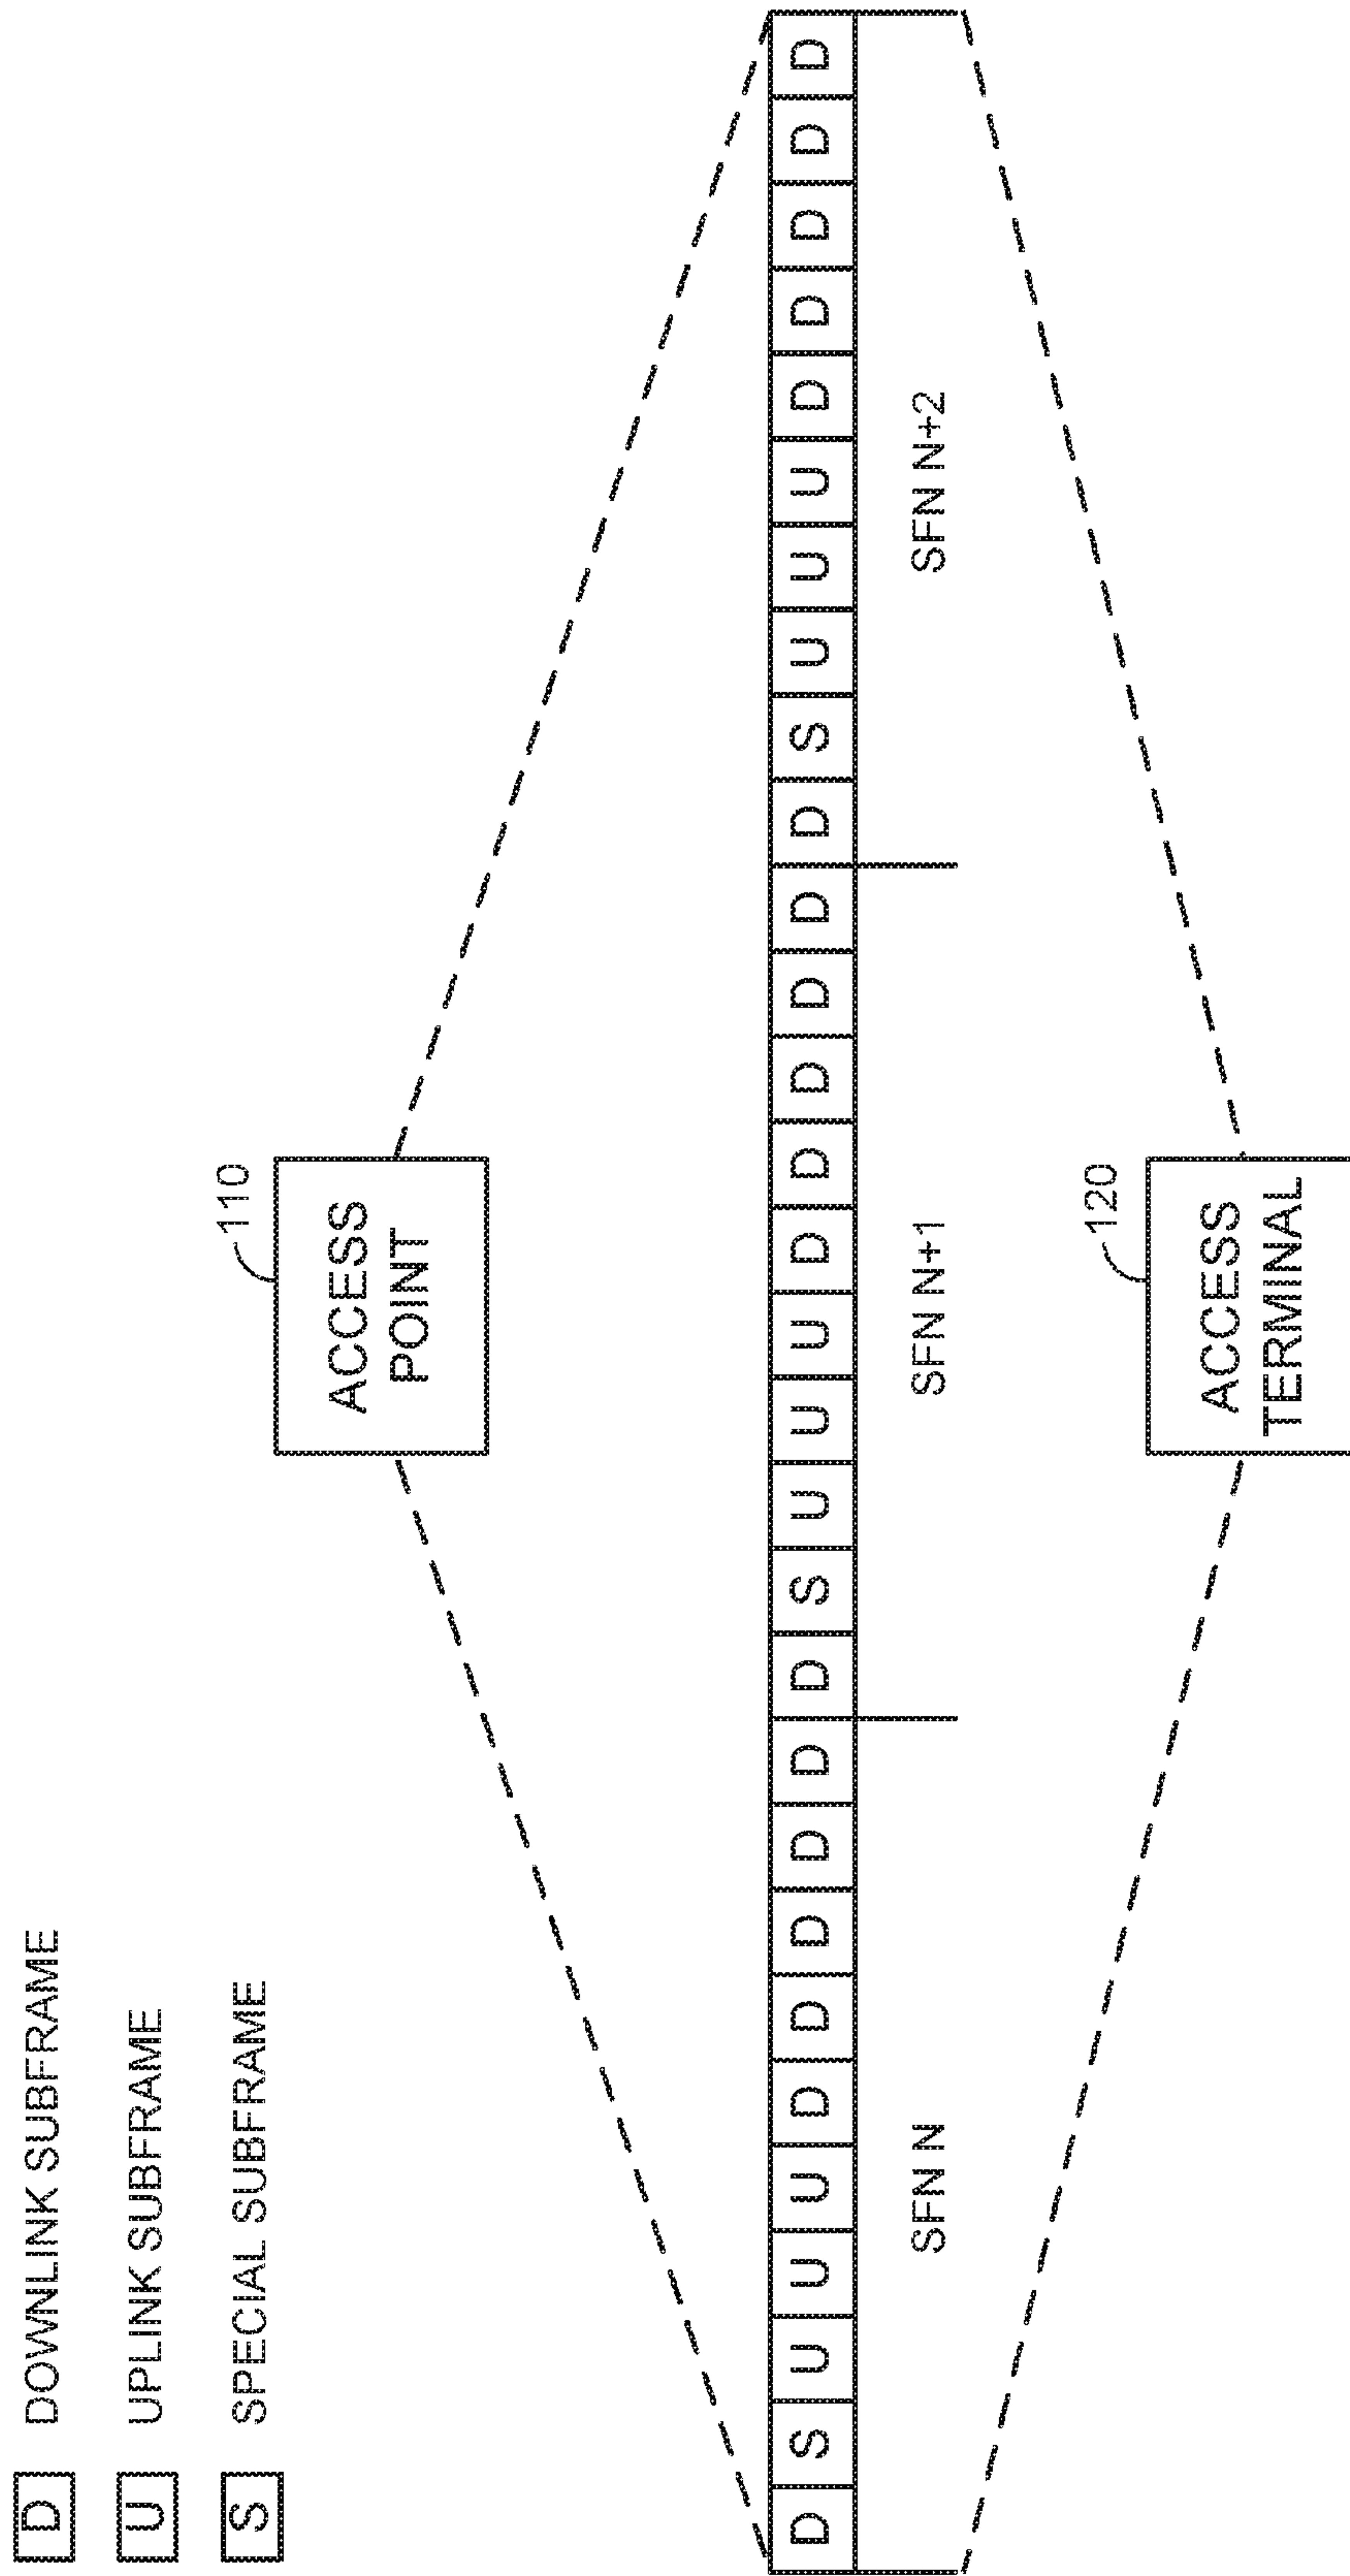 D DOWNLINK SUBFRAME
U UPLINK SUBFRAME
S SPECIAL SUBFRAME
110
ACCESS
POINT
D S U U U D D D D D D S U U U D D D D D D S U U U D D D D D
SFN N SFN N+1 SFN N+2
120
ACCESS
TERMINAL